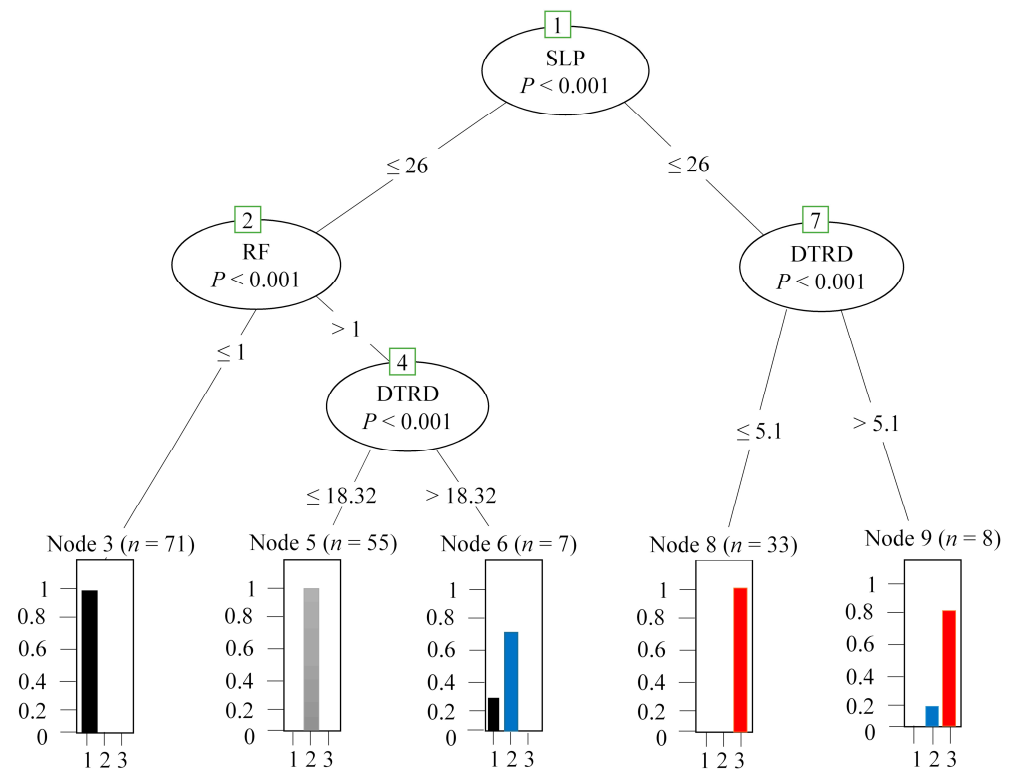 1
SLP
P < 0.001
≤ 26
≤ 26
2
RF
P < 0.001
7
DTRD
P < 0.001
≤ 1
> 1
4
DTRD
P < 0.001
≤ 5.1
> 5.1
≤ 18.32
> 18.32
Node 3 (n = 71)
1
0.8
0.6
0.4
0.2
0
1 2 3
Node 5 (n = 55)
1
0.8
0.6
0.4
0.2
0
1 2 3
Node 6 (n = 7)
1
0.8
0.6
0.4
0.2
0
1 2 3
Node 8 (n = 33)
1
0.8
0.6
0.4
0.2
0
1 2 3
Node 9 (n = 8)
1
0.8
0.6
0.4
0.2
0
1 2 3